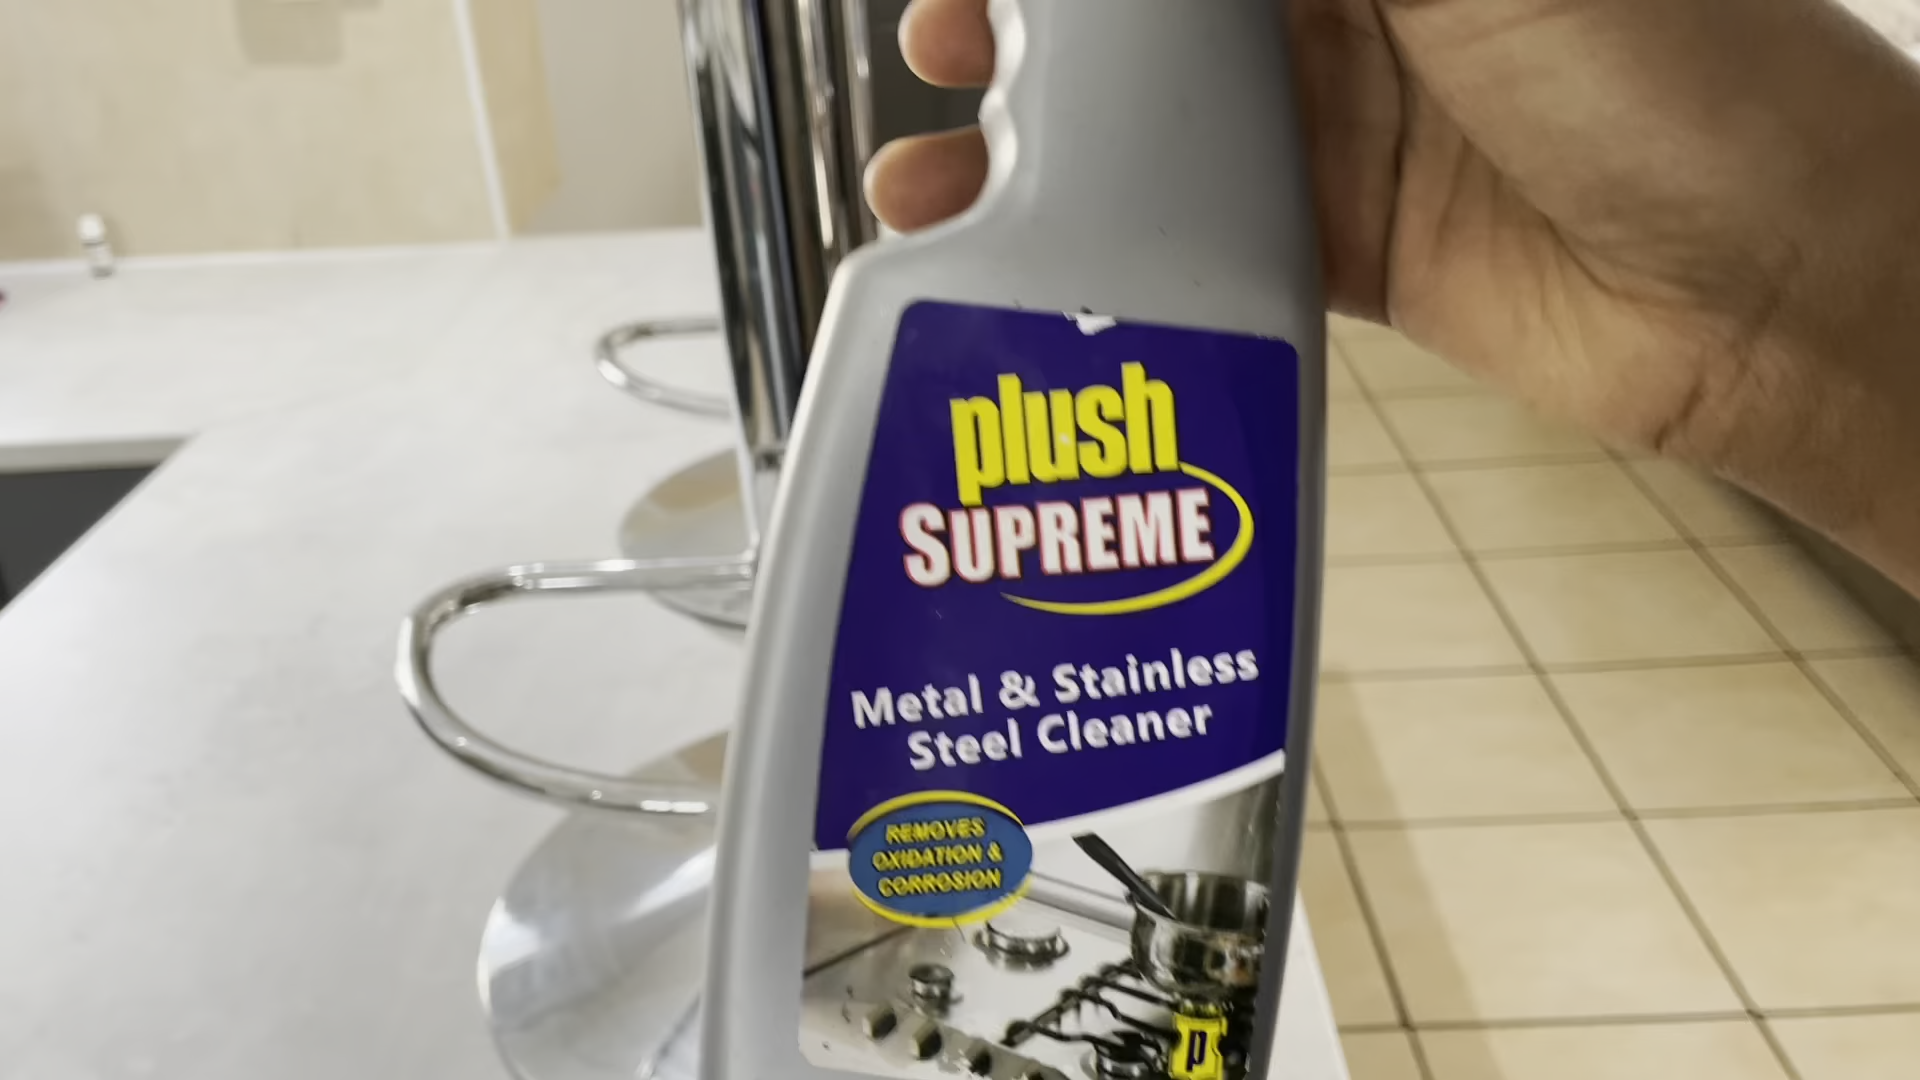 plush
SUPREME
Metal & Stainless
Steel Cleaner
REMOVES
OXIDATION &
CORROSION
p